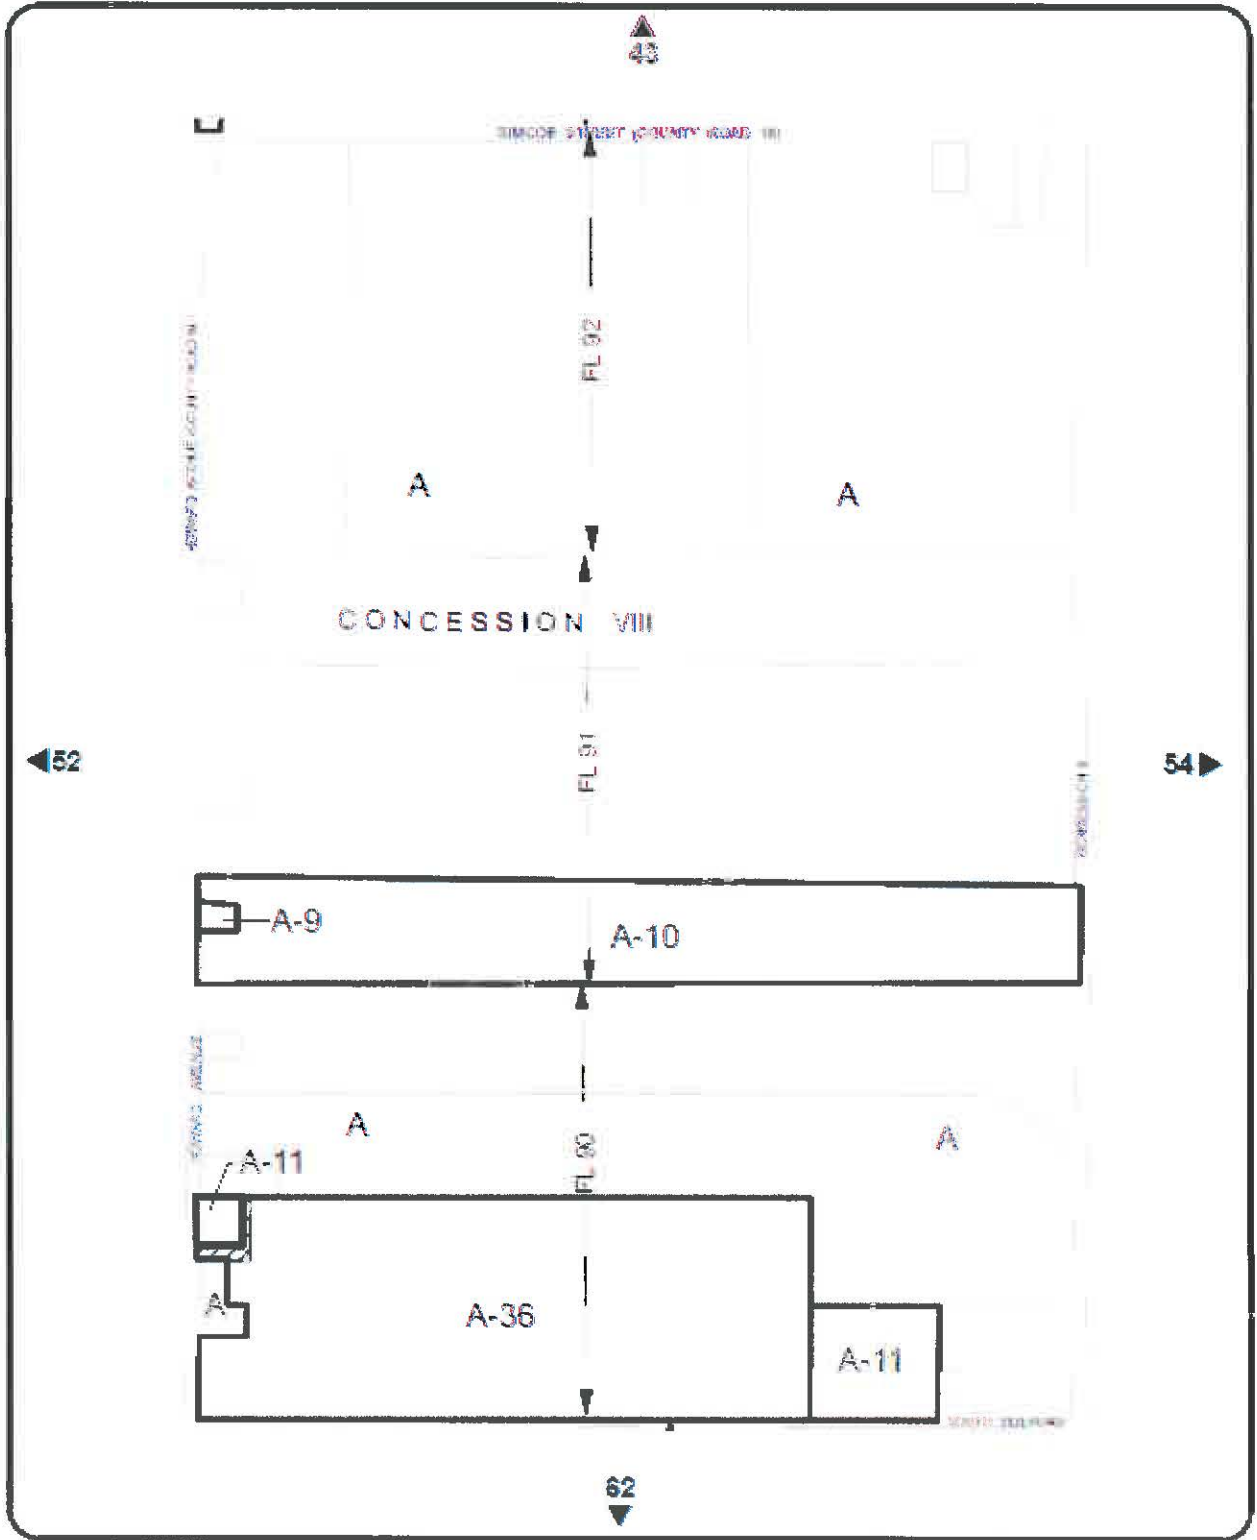 43
SIMCOE STREET (COUNTY ROAD 18)
FL 92
A
A
CONCESSION VIII
52
FL 91
54
A-9
A-10
A
A
FL 90
A-11
A
A-36
A-11
62